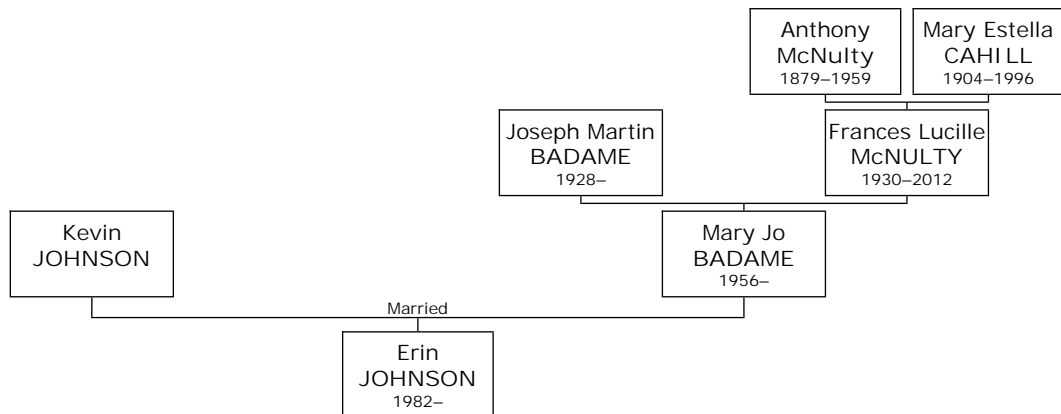 Anthony
McNulty
1879–1959
Mary Estella
CAHILL
1904–1996
Joseph Martin
BADAME
1928–
Frances Lucille
McNULTY
1930–2012
Kevin
JOHNSON
Mary Jo
BADAME
1956–
Married
Erin
JOHNSON
1982–